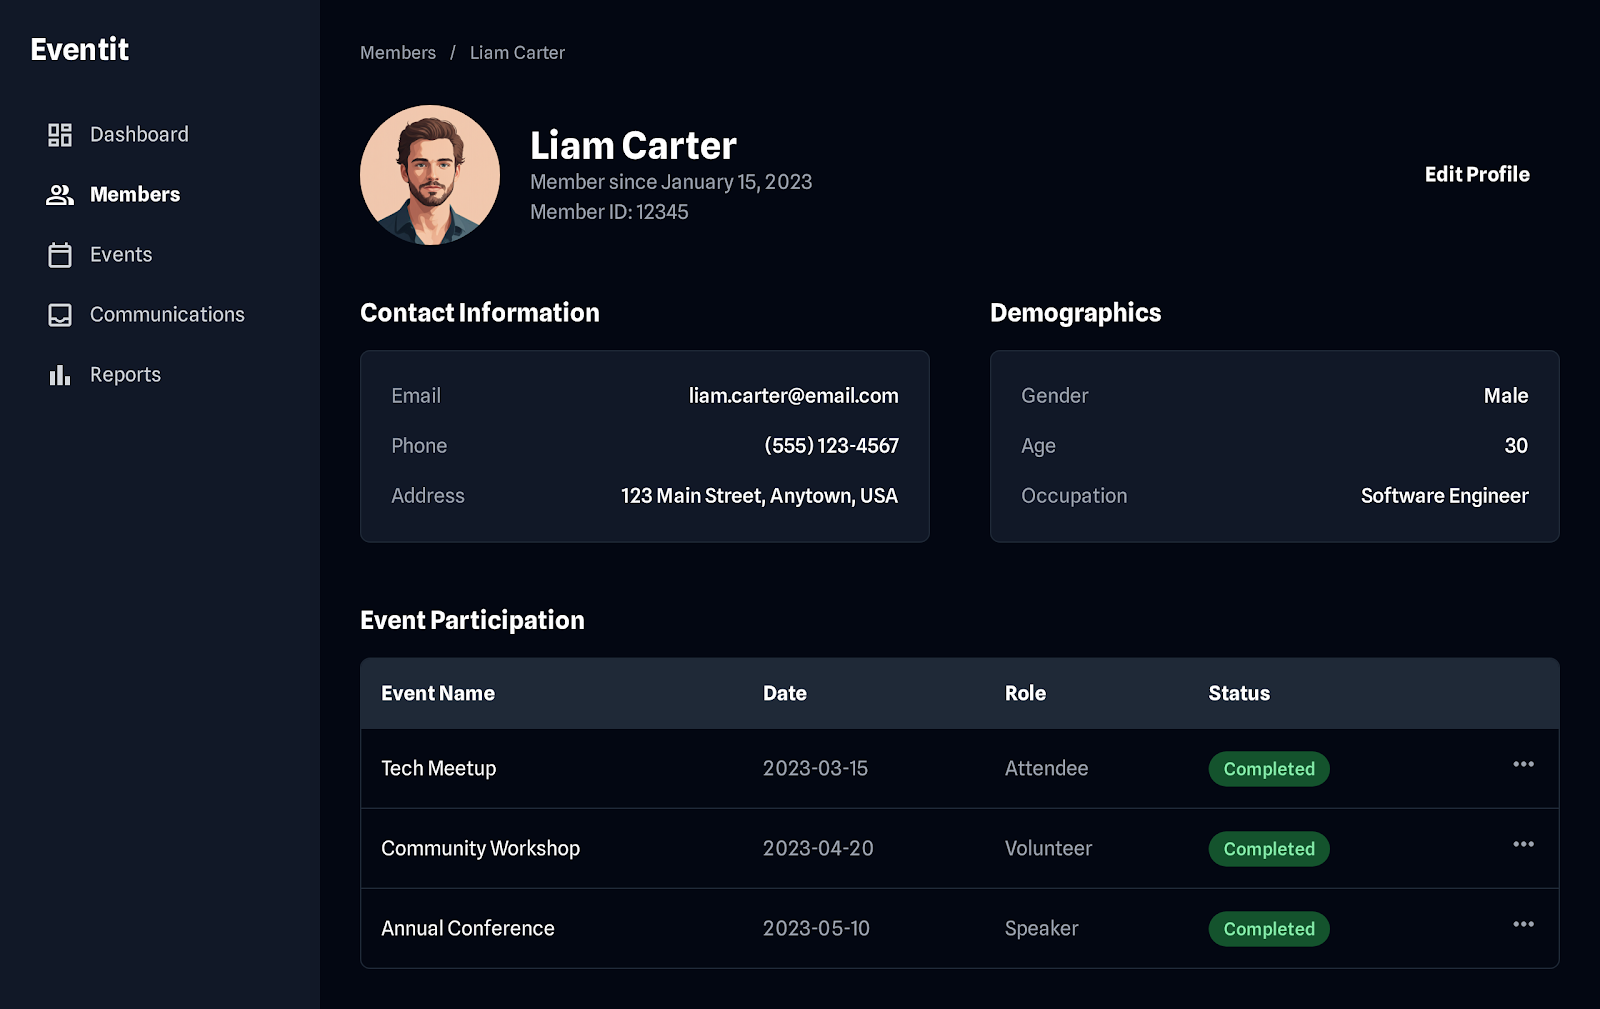 Eventit
Dashboard
Members
Events
Communications
Reports
Members / Liam Carter
Liam Carter
Member since January 15, 2023
Member ID: 12345
Edit Profile
Contact Information
Email liam.carter@email.com
Phone (555) 123-4567
Address 123 Main Street, Anytown, USA
Demographics
Gender Male
Age 30
Occupation Software Engineer
Event Participation
Event Name Date Role Status
Tech Meetup 2023-03-15 Attendee Completed
Community Workshop 2023-04-20 Volunteer Completed
Annual Conference 2023-05-10 Speaker Completed